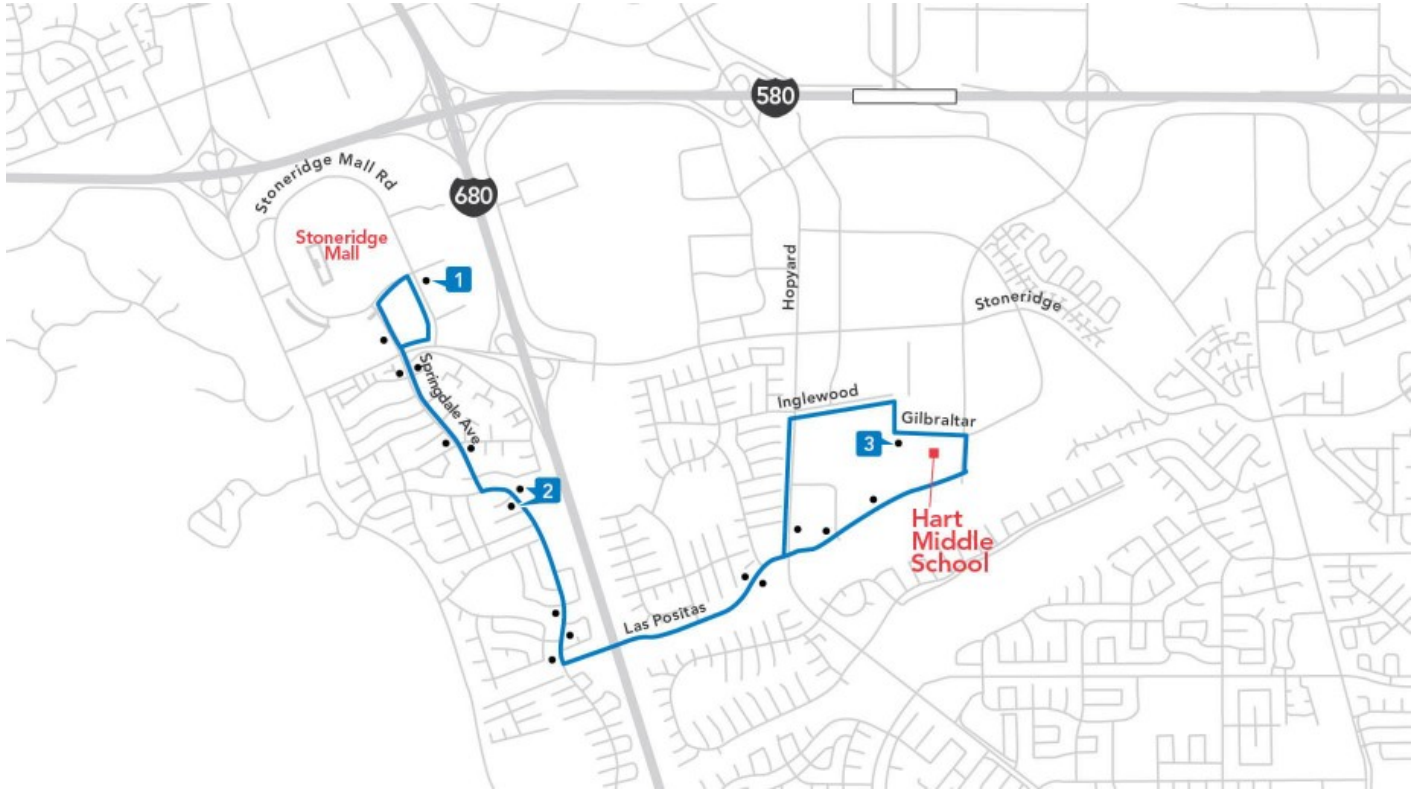 580
Stoneridge Mall Rd
680
Stoneridge
Mall
1
Hopyard
Stoneridge
Springdale Ave
Inglewood
Gilbraltar
3
2
Hart
Middle
School
Las Positas